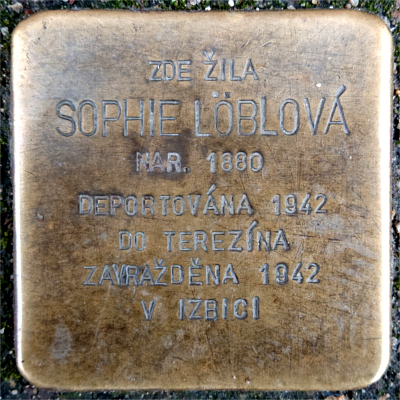 ZDE ŽILA
SOPHIE LÖBLOVÁ
NAR. 1880
DEPORTOVÁNA 1942
DO TEREZÍNA
ZAVRAŽDĚNA 1942
V IZBICI